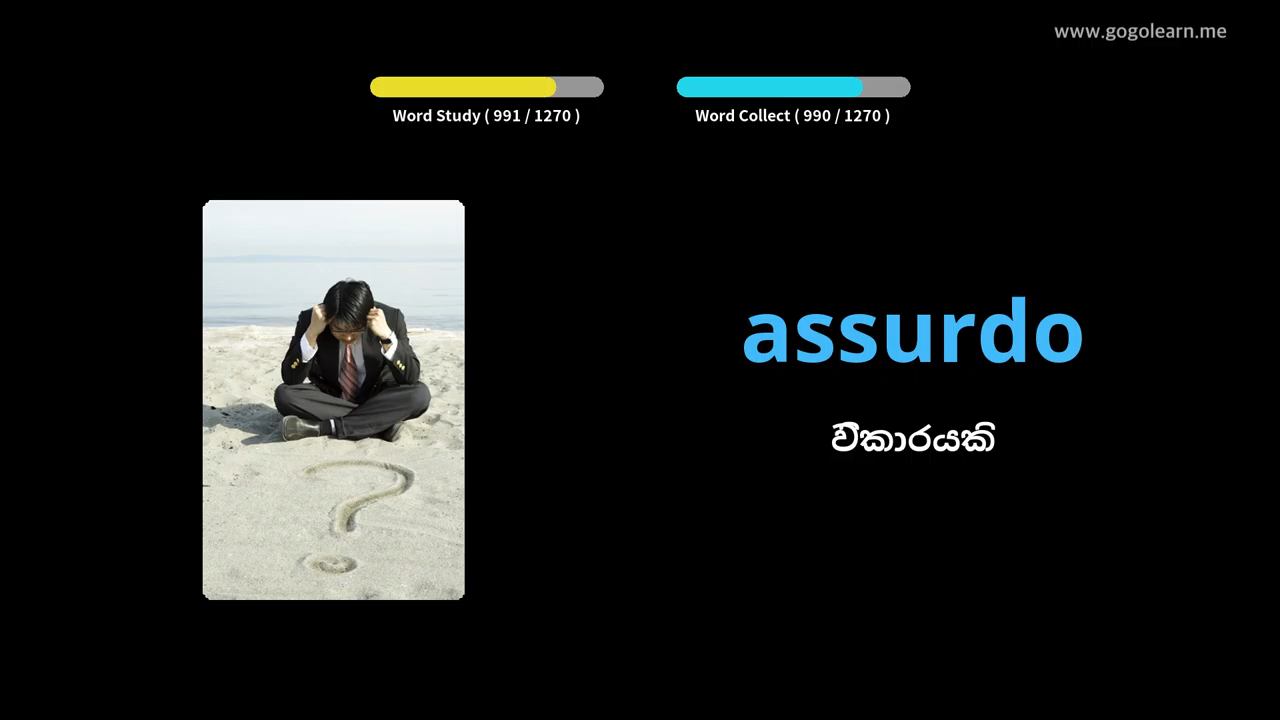 www.gogolearn.me
Word Study ( 991 / 1270 )
Word Collect ( 990 / 1270 )
assurdo
විකාරයකි
?